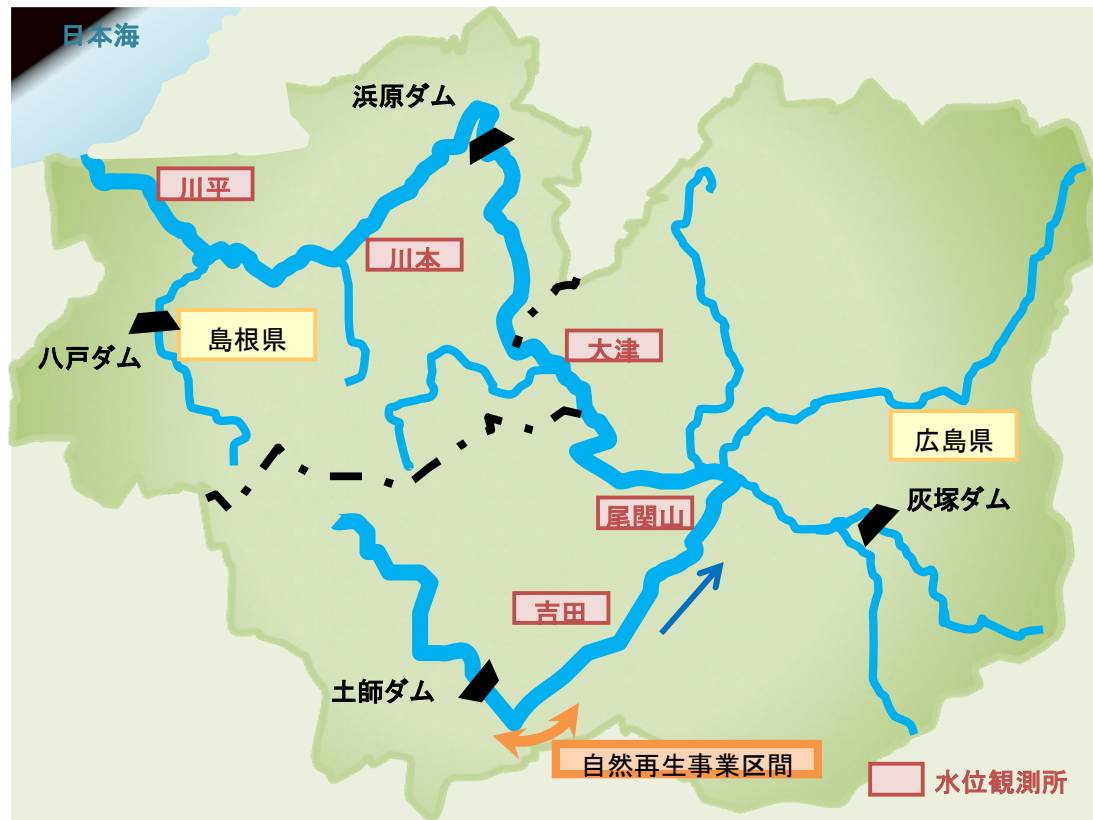 日本海
浜原ダム
川平
川本
島根県
大津
八戸ダム
広島県
灰塚ダム
尾関山
吉田
土師ダム
自然再生事業区間
水位観測所